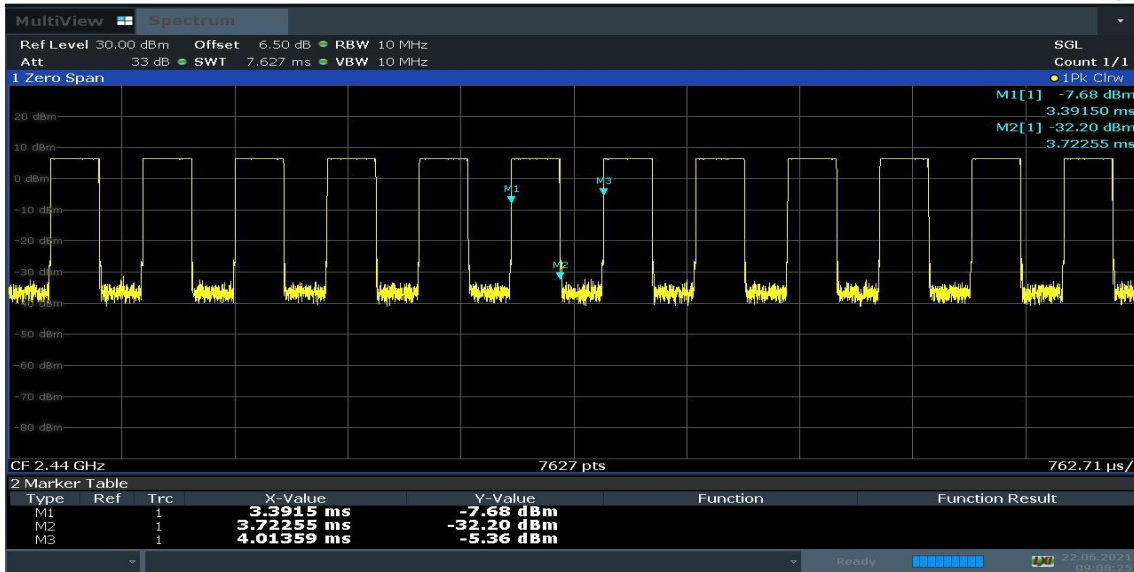 MultiView Spectrum
Ref Level 30.00 dBm Offset 6.50 dB RBW 10 MHz SGL
Att 33 dB SWT 7.627 ms VBW 10 MHz Count 1/1
1 Zero Span 1Pk Clrw
M1[1] -7.68 dBm
3.39150 ms
M2[1] -32.20 dBm
3.72255 ms
20 dBm
10 dBm
0 dBm
M1
M3
-10 dBm
-20 dBm
M2
-30 dBm
-50 dBm
-60 dBm
-70 dBm
-80 dBm
CF 2.44 GHz 7627 pts 762.71 µs/
2 Marker Table
Type Ref Trc X-Value Y-Value Function Function Result
M1 1 3.3915 ms -7.68 dBm
M2 1 3.72255 ms -32.20 dBm
M3 1 4.01359 ms -5.36 dBm
Ready 22.06.2021
09:08:25